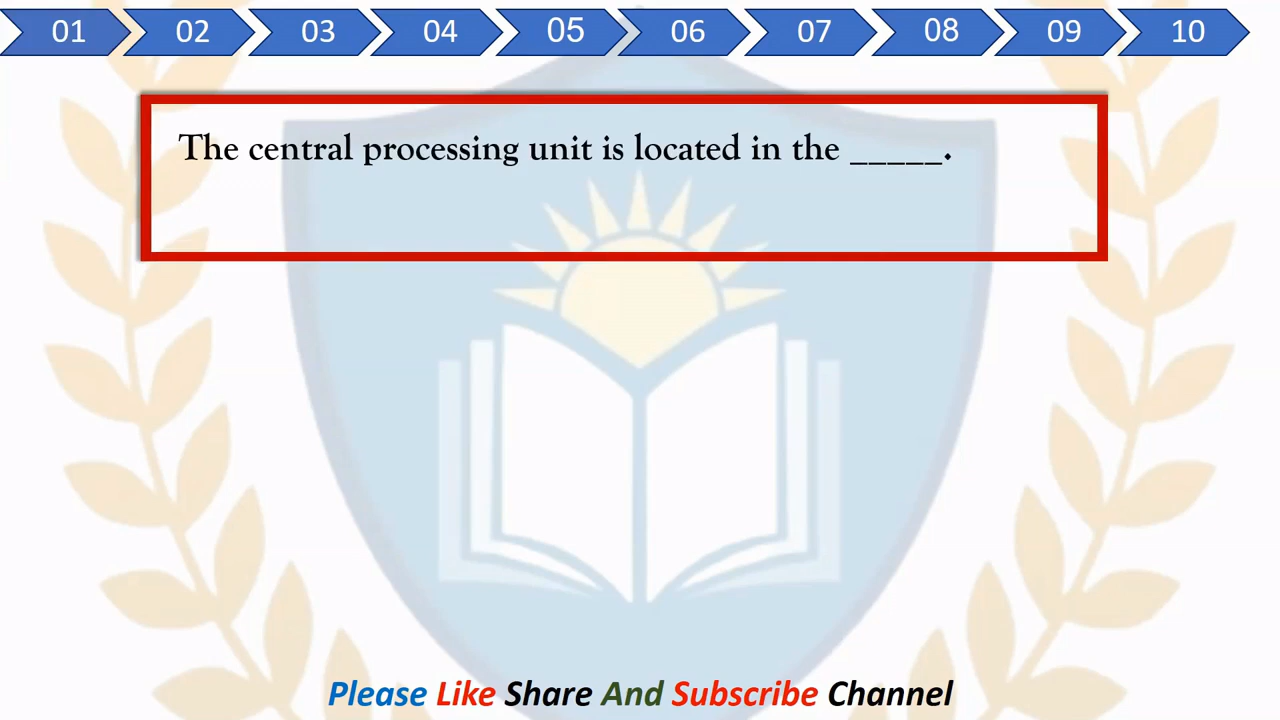 01 02 03 04 05 06 07 08 09 10
The central processing unit is located in the _____.
Please Like Share And Subscribe Channel